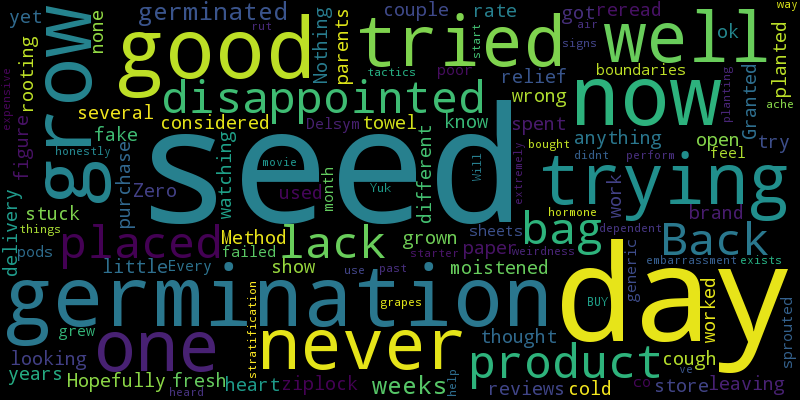 way
yet
none
germinated
couple
rate
got
reread
Nothing
parents
rut
start
air
signs
ok
good
tried
well
tactics
poor
relief
boundaries
planted
rooting
grow
expensive
disappointed
now
wrong
ache
several
considered
Delsym
towel
know
spent
Granted
planting
fake
seed
anything
open
try
figure
honestly
watching
different
didnt
perform
feel
bought
purchase
Zero
movie
Yuk
Will
month
extremely
trying
used
work
brand
delivery
stuck
things
placed
Method
failed
lack
grown
sheets
paper
bag
hormone
dependent
Back
pods
little
Every
show
moistened
starter
weirdness
generic
embarrassment
exists
use
past
germination
stratification
grapes
BUY
day
worked
sprouted
grew
one
never
thought
looking
years
Hopefully
fresh
heart
ziplock
weeks
help
product
cough
reviews
cold
co
ve
store
leaving
heard